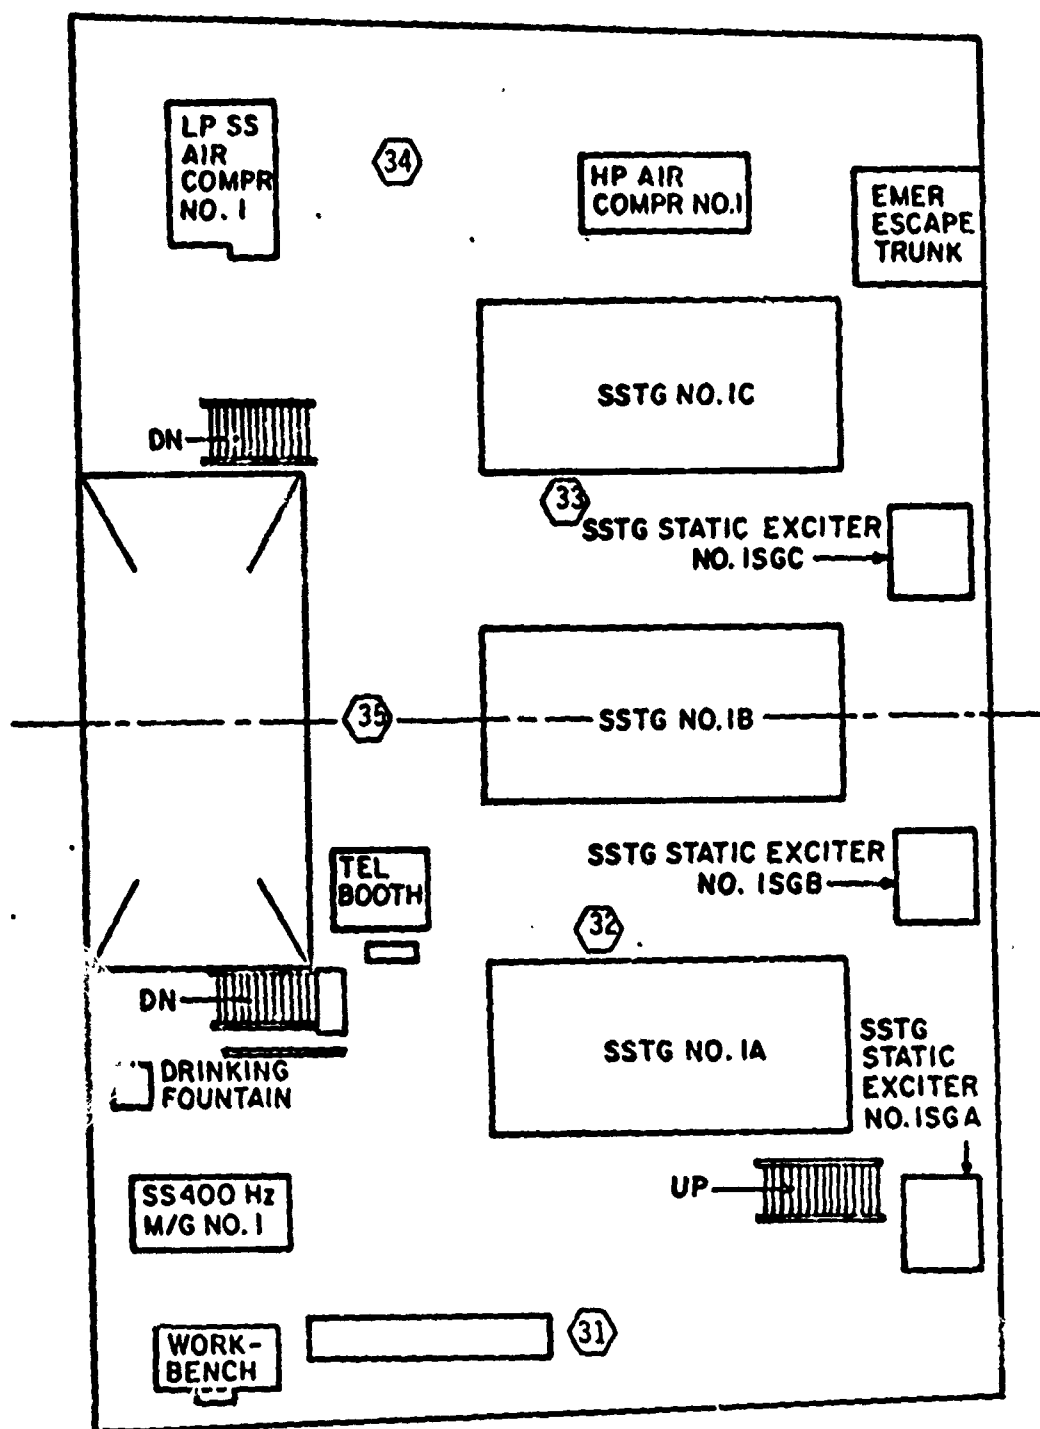 LP SS
AIR
COMPR
NO. 1
34
HP AIR
COMPR NO.1
EMER
ESCAPE
TRUNK
SSTG NO. 1C
DN
33
SSTG STATIC EXCITER
NO. 1SGC
35
SSTG NO. 1B
TEL
BOOTH
SSTG STATIC EXCITER
NO. 1SGB
32
DN
SSTG NO. 1A
SSTG
STATIC
EXCITER
NO. 1SGA
DRINKING
FOUNTAIN
SS400 Hz
M/G NO. 1
UP
WORK-
BENCH
31